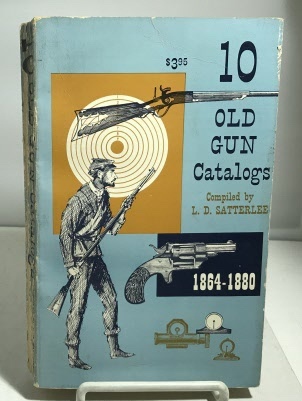 $3.95
10
OLD
GUN
Catalogs
Compiled by
L. D. SATTERLEE
1864-1880